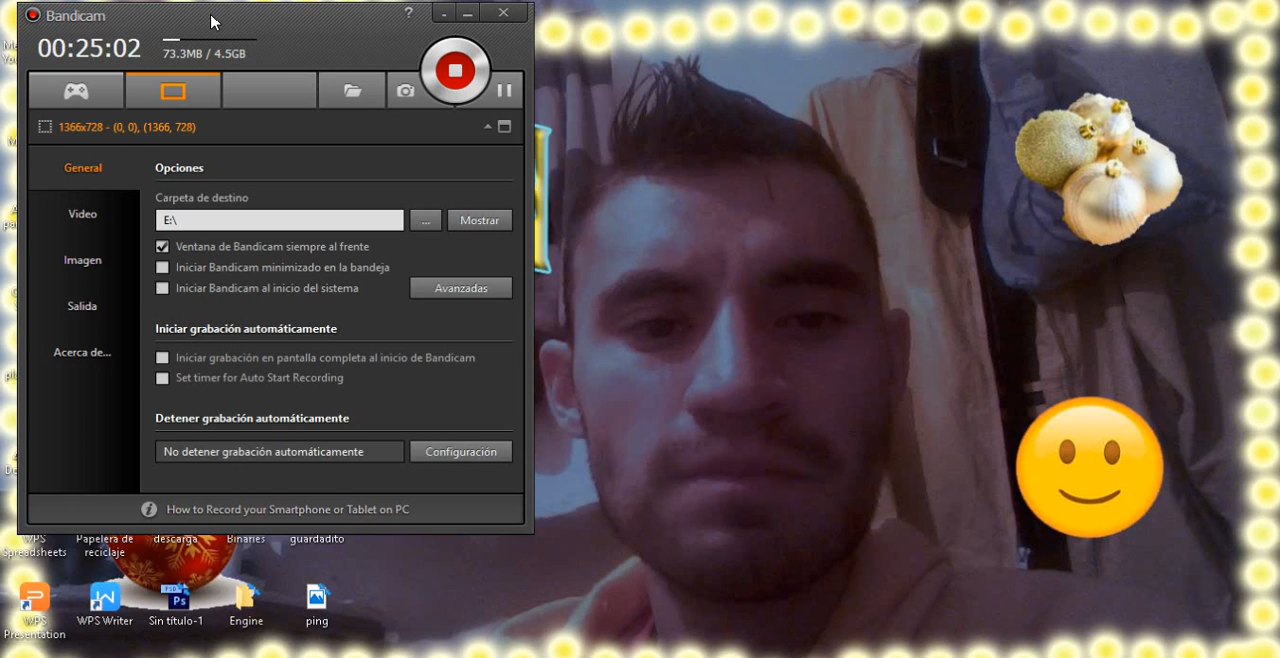 Bandicam
?
00:25:02
73.3MB / 4.5GB
1366x728 - (0, 0), (1366, 728)
General
Video
Imagen
Salida
Acerca de...
Opciones
Carpeta de destino
E:\
...
Mostrar
Ventana de Bandicam siempre al frente
Iniciar Bandicam minimizado en la bandeja
Iniciar Bandicam al inicio del sistema
Avanzadas
Iniciar grabación automáticamente
Iniciar grabación en pantalla completa al inicio de Bandicam
Set timer for Auto Start Recording
Detener grabación automáticamente
No detener grabación automáticamente
Configuración
How to Record your Smartphone or Tablet on PC
WPS
Spreadsheets
Papelera de
reciclaje
descarga
Binaries
guardadito
PSD
Ps
WPS
Presentation
WPS Writer
Sin título-1
Engine
ping